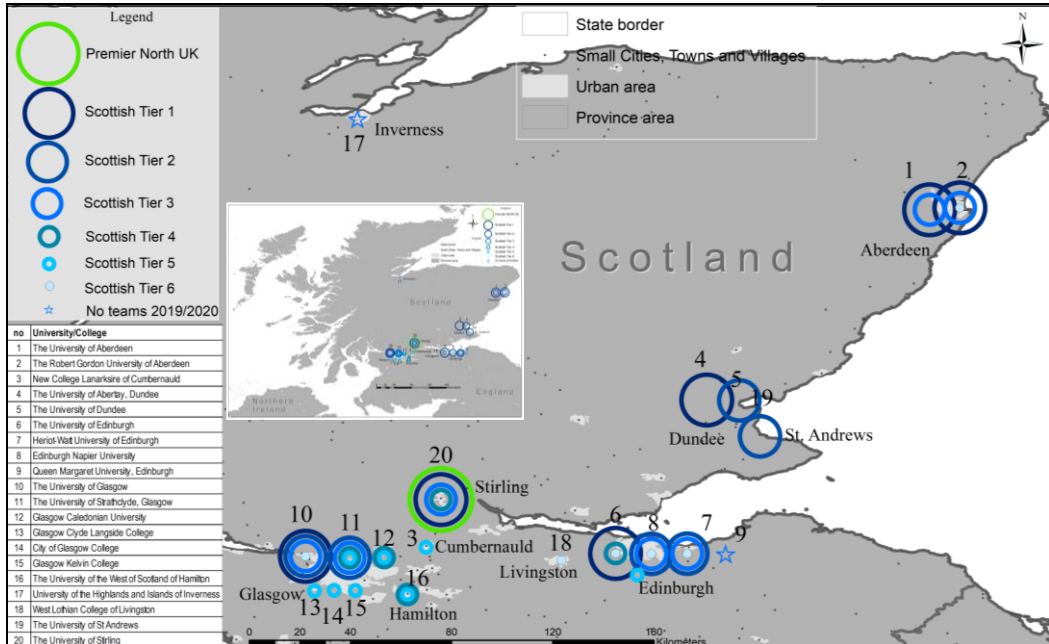 Legend
Premier North UK
Scottish Tier 1
Scottish Tier 2
Scottish Tier 3
Scottish Tier 4
Scottish Tier 5
Scottish Tier 6
No teams 2019/2020
State border
Small Cities, Towns and Villages
Urban area
Province area
N
Inverness
17
1
2
Aberdeen
Scotland
4
5
19
Dundee
St. Andrews
20
Stirling
10
11
12
3
Cumbernauld
Glasgow
13
14
15
16
Hamilton
18
Livingston
6
8
7
9
Edinburgh
0
20
40
80
120
160
Kilometers
Scotland
Northern
Ireland
England
no University/College
1 The University of Aberdeen
2 The Robert Gordon University of Aberdeen
3 New College Lanarksire of Cumbernauld
4 The University of Abertay, Dundee
5 The University of Dundee
6 The University of Edinburgh
7 Heriot-Watt University of Edinburgh
8 Edinburgh Napier University
9 Queen Margaret University, Edinburgh
10 The University of Glasgow
11 The University of Strathclyde, Glasgow
12 Glasgow Caledonian University
13 Glasgow Clyde Langside College
14 City of Glasgow College
15 Glasgow Kelvin College
16 The University of the West of Scotland of Hamilton
17 University of the Highlands and Islands of Inverness
18 West Lothian College of Livingston
19 The University of St Andrews
20 The University of Stirling